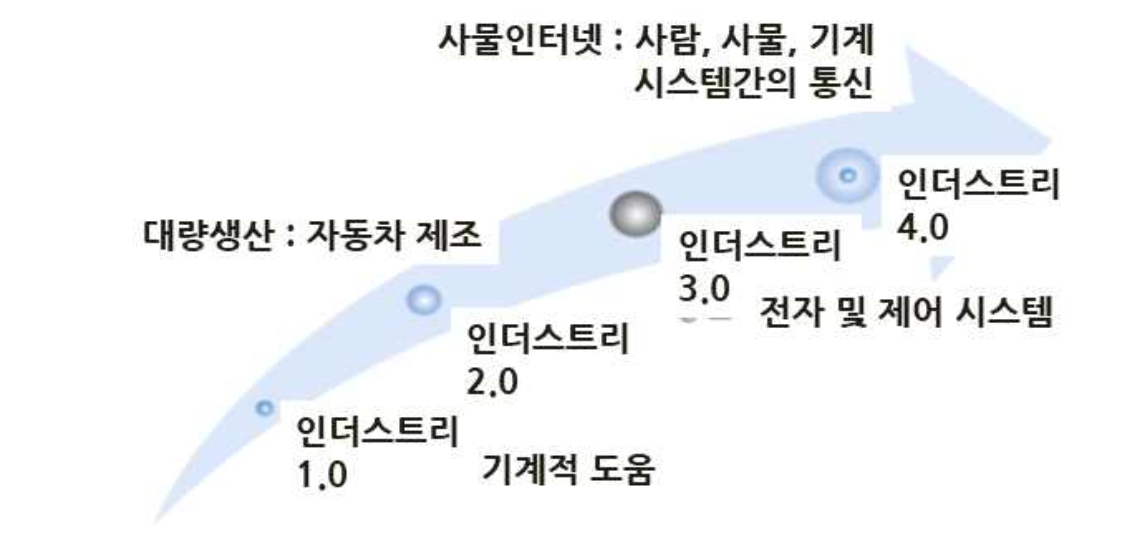 사물인터넷 : 사람, 사물, 기계
시스템간의 통신
인더스트리
4.0
대량생산 : 자동차 제조
인더스트리
3.0
전자 및 제어 시스템
인더스트리
2.0
인더스트리
1.0
기계적 도움